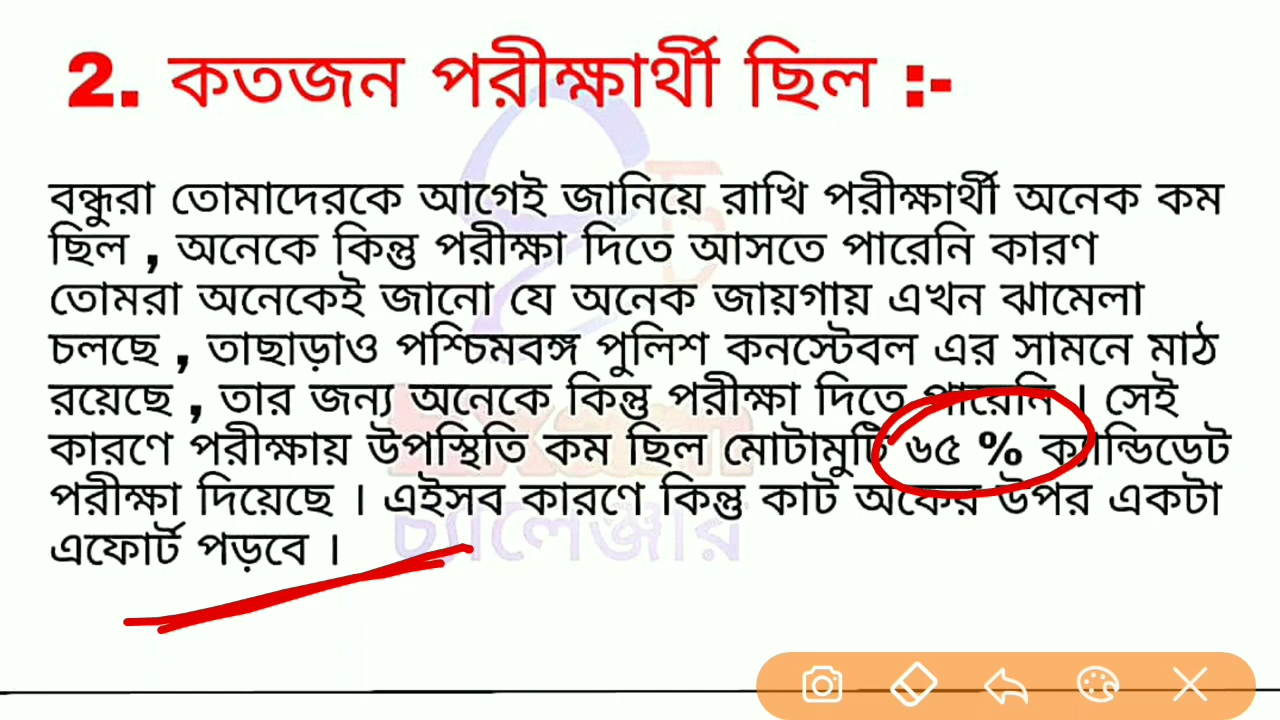 2. কতজন পরীক্ষার্থী ছিল :-
বন্ধুরা তোমাদেরকে আগেই জানিয়ে রাখি পরীক্ষার্থী অনেক কম
ছিল , অনেকে কিন্তু পরীক্ষা দিতে আসতে পারেনি কারণ
তোমরা অনেকেই জানো যে অনেক জায়গায় এখন ঝামেলা
চলছে , তাছাড়াও পশ্চিমবঙ্গ পুলিশ কনস্টেবল এর সামনে মাঠ
রয়েছে , তার জন্য অনেকে কিন্তু পরীক্ষা দিতে পারেনি । সেই
কারণে পরীক্ষায় উপস্থিতি কম ছিল মোটামুটি ৬৫ % ক্যান্ডিডেট
পরীক্ষা দিয়েছে । এইসব কারণে কিন্তু কাট অফের উপর একটা
এফোর্ট পড়বে ।
Exam
চ্যালেঞ্জার